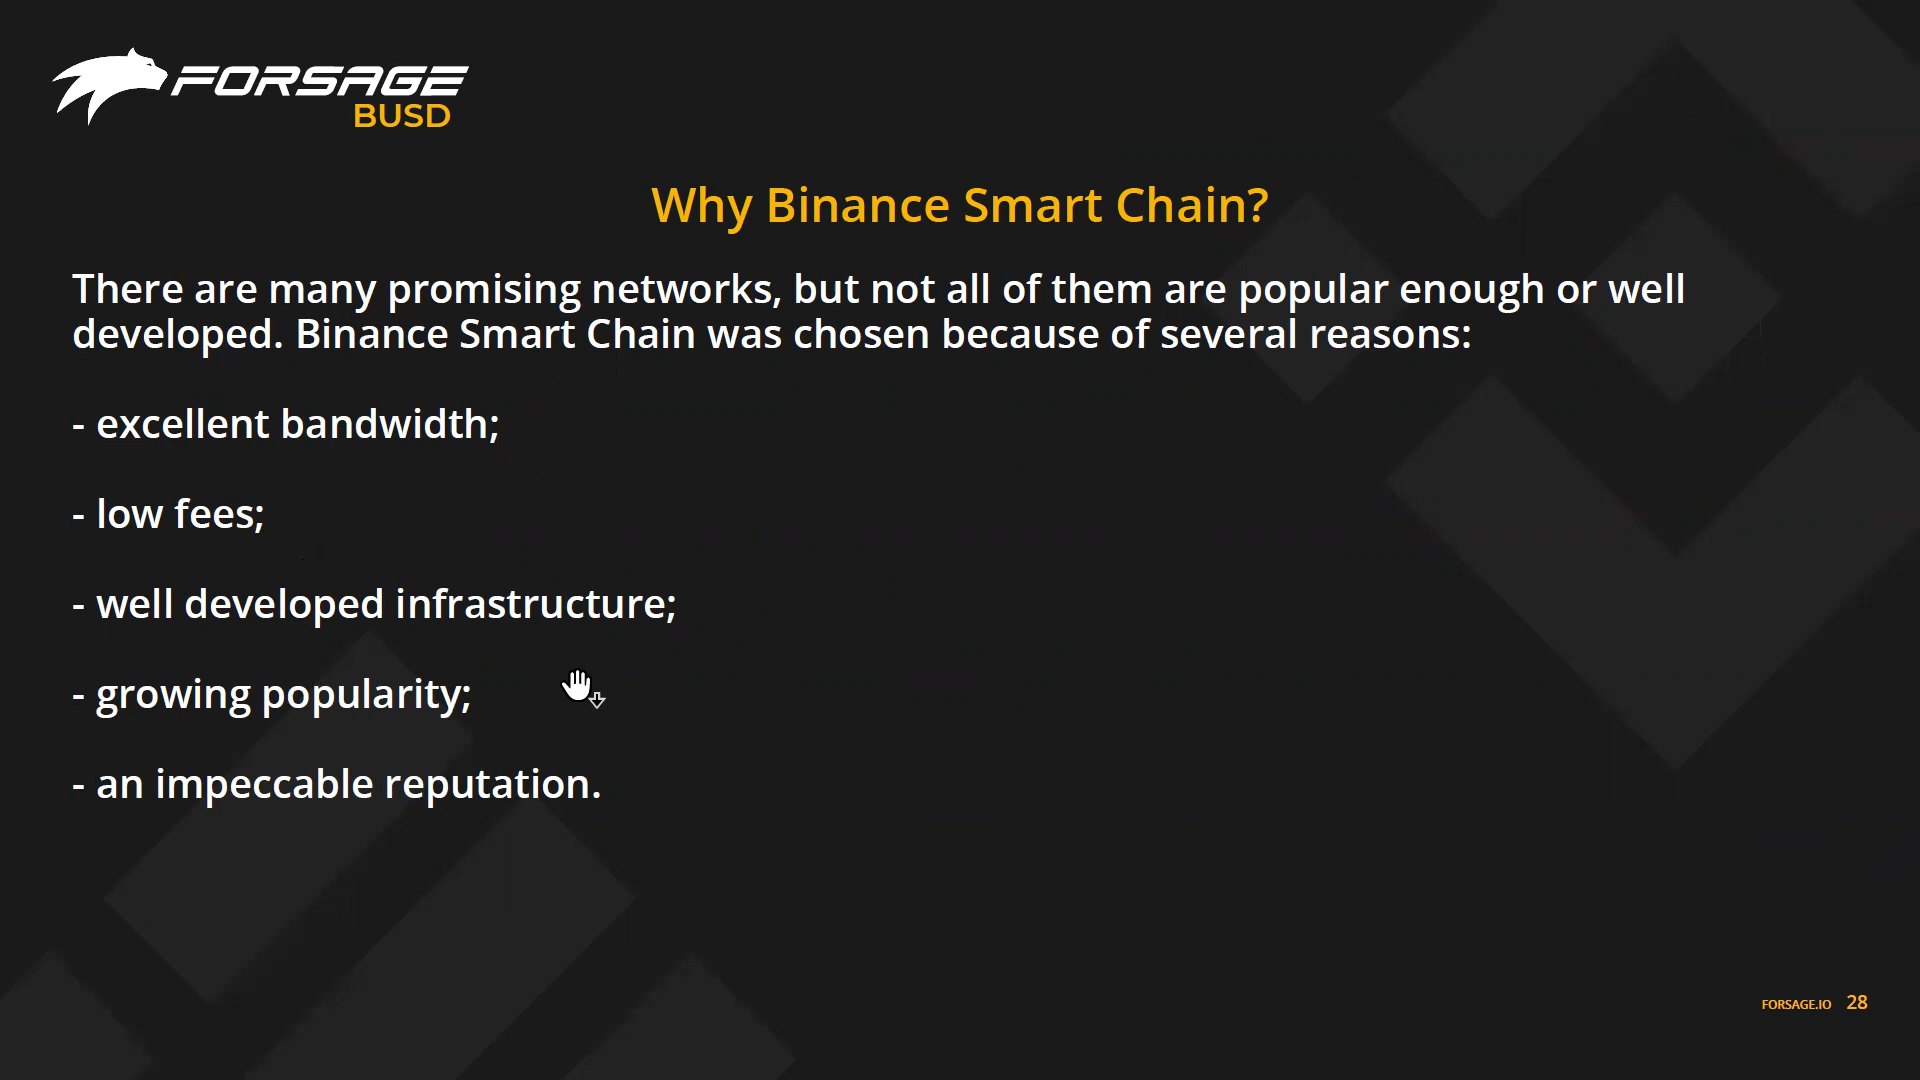 FORSAGE
BUSD
Why Binance Smart Chain?
There are many promising networks, but not all of them are popular enough or well
developed. Binance Smart Chain was chosen because of several reasons:
- excellent bandwidth;
- low fees;
- well developed infrastructure;
- growing popularity;
- an impeccable reputation.
FORSAGE.IO 28